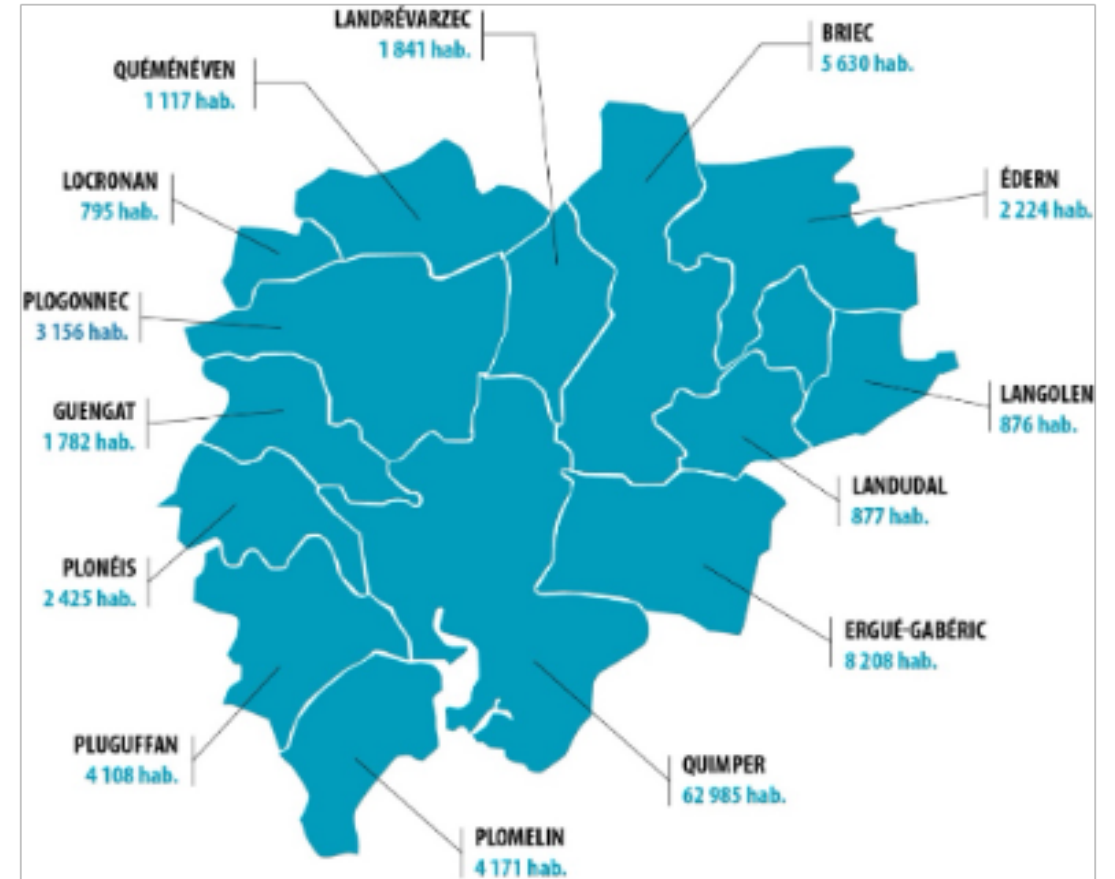 LANDRÉVARZEC
1 841 hab.
BRIEC
5 630 hab.
QUÉMÉNÉVEN
1 117 hab.
LOCRONAN
795 hab.
ÉDERN
2 224 hab.
PLOGONNEC
3 156 hab.
GUENGAT
1 782 hab.
LANGOLEN
876 hab.
LANDUDAL
877 hab.
PLONÉIS
2 425 hab.
ERGUÉ-GABÉRIC
8 208 hab.
PLUGUFFAN
4 108 hab.
QUIMPER
62 985 hab.
PLOMELIN
4 171 hab.